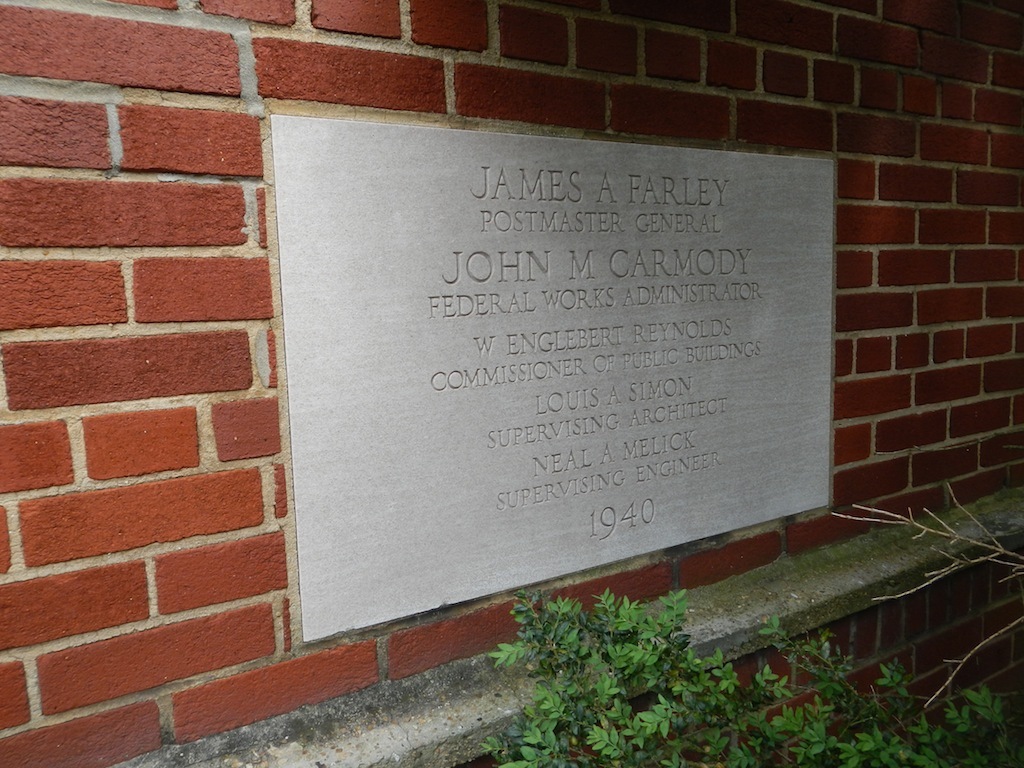 JAMES A FARLEY
POSTMASTER GENERAL
JOHN M CARMODY
FEDERAL WORKS ADMINISTRATOR
W ENGLEBERT REYNOLDS
COMMISSIONER OF PUBLIC BUILDINGS
LOUIS A SIMON
SUPERVISING ARCHITECT
NEAL A MELICK
SUPERVISING ENGINEER
1940